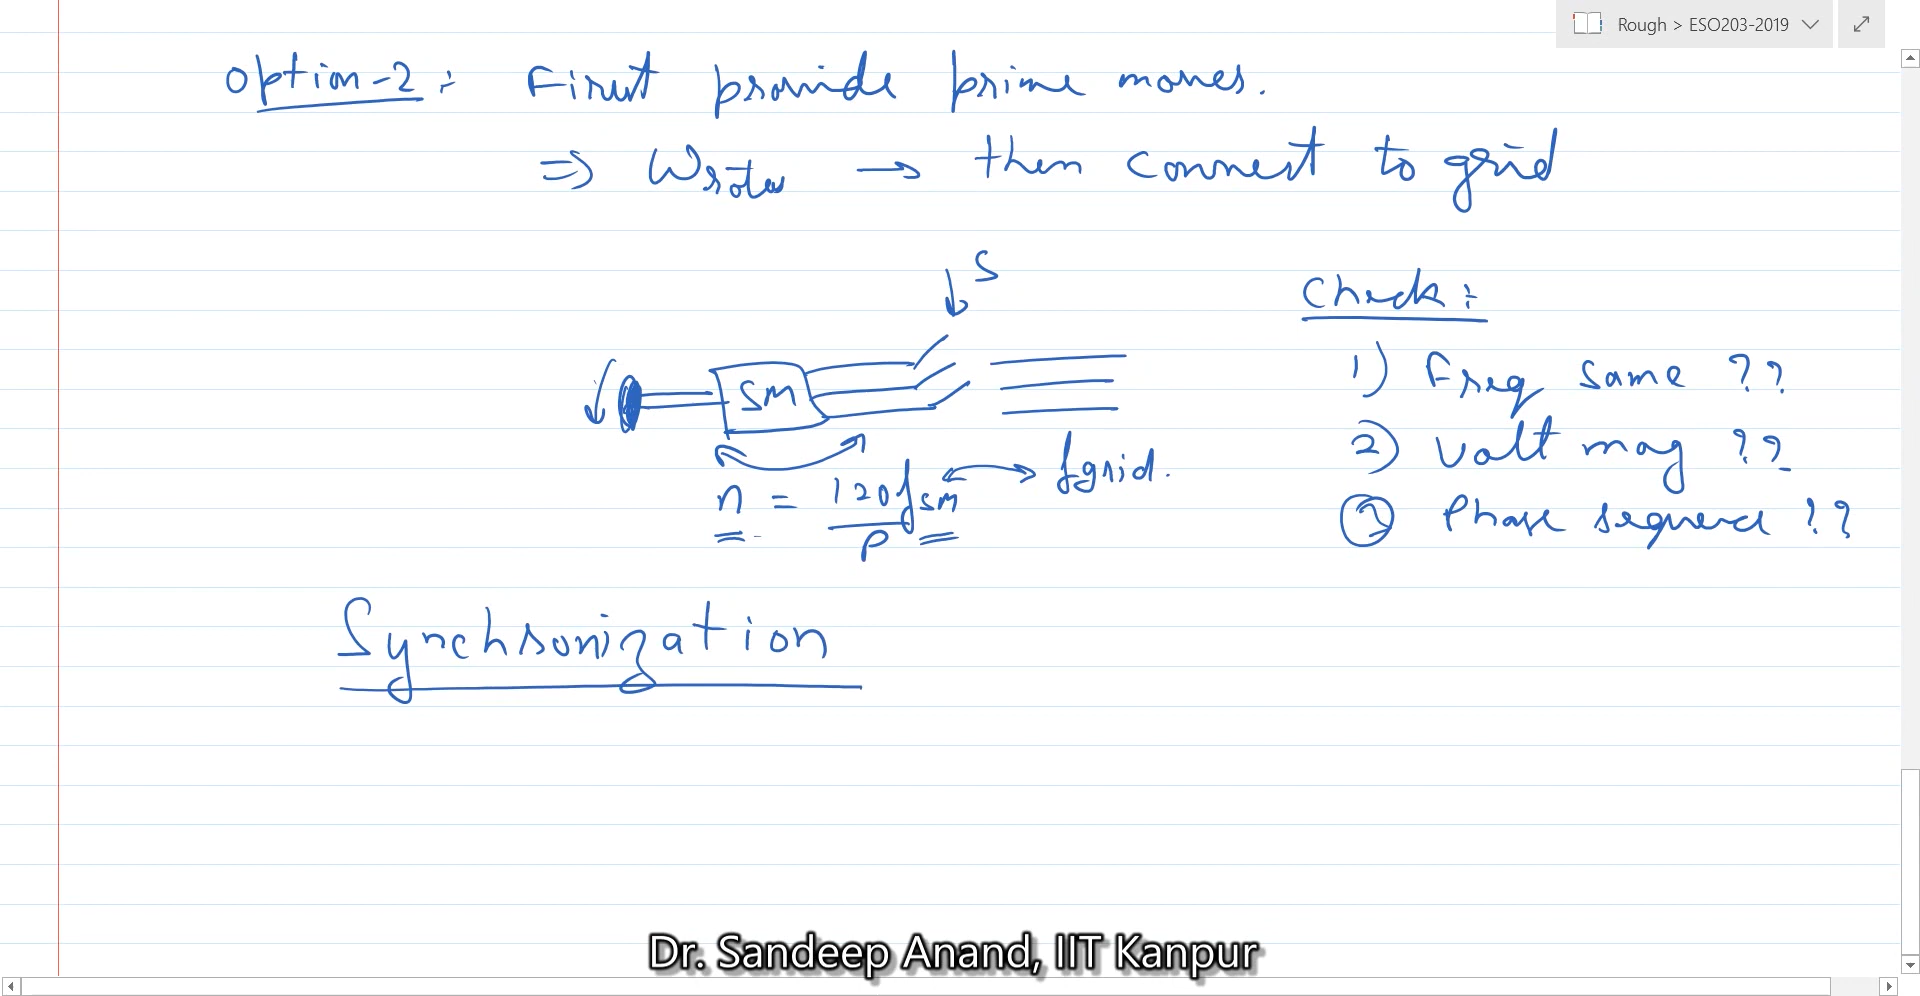 Rough > ESO203-2019
Option-2: First provide prime mover.
⇒ ωrotor → then connect to grid
S
Check:
SM
1) Freq same ??
2) Volt mag ??
n = 120fSM / P ↔ fgrid.
3) Phase sequence ??
Synchronization
Dr. Sandeep Anand, IIT Kanpur